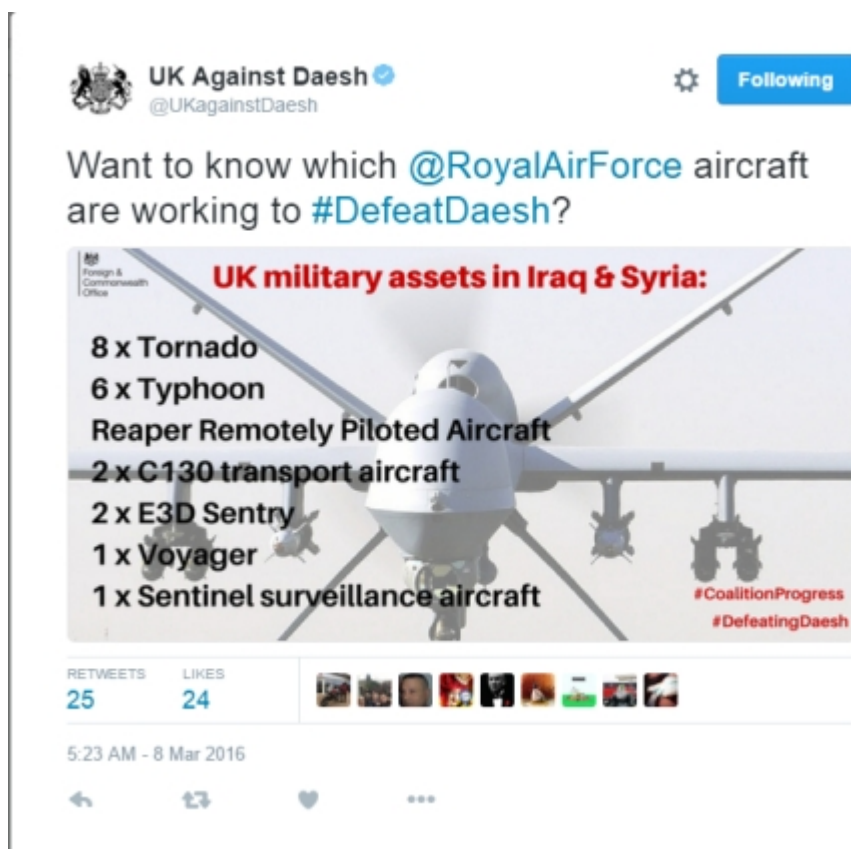 UK Against Daesh
Following
@UKagainstDaesh
Want to know which @RoyalAirForce aircraft
are working to #DefeatDaesh?
Foreign &
Commonwealth
Office
UK military assets in Iraq & Syria:
8 x Tornado
6 x Typhoon
Reaper Remotely Piloted Aircraft
2 x C130 transport aircraft
2 x E3D Sentry
1 x Voyager
1 x Sentinel surveillance aircraft
#CoalitionProgress
#DefeatingDaesh
RETWEETS LIKES
25 24
5:23 AM - 8 Mar 2016